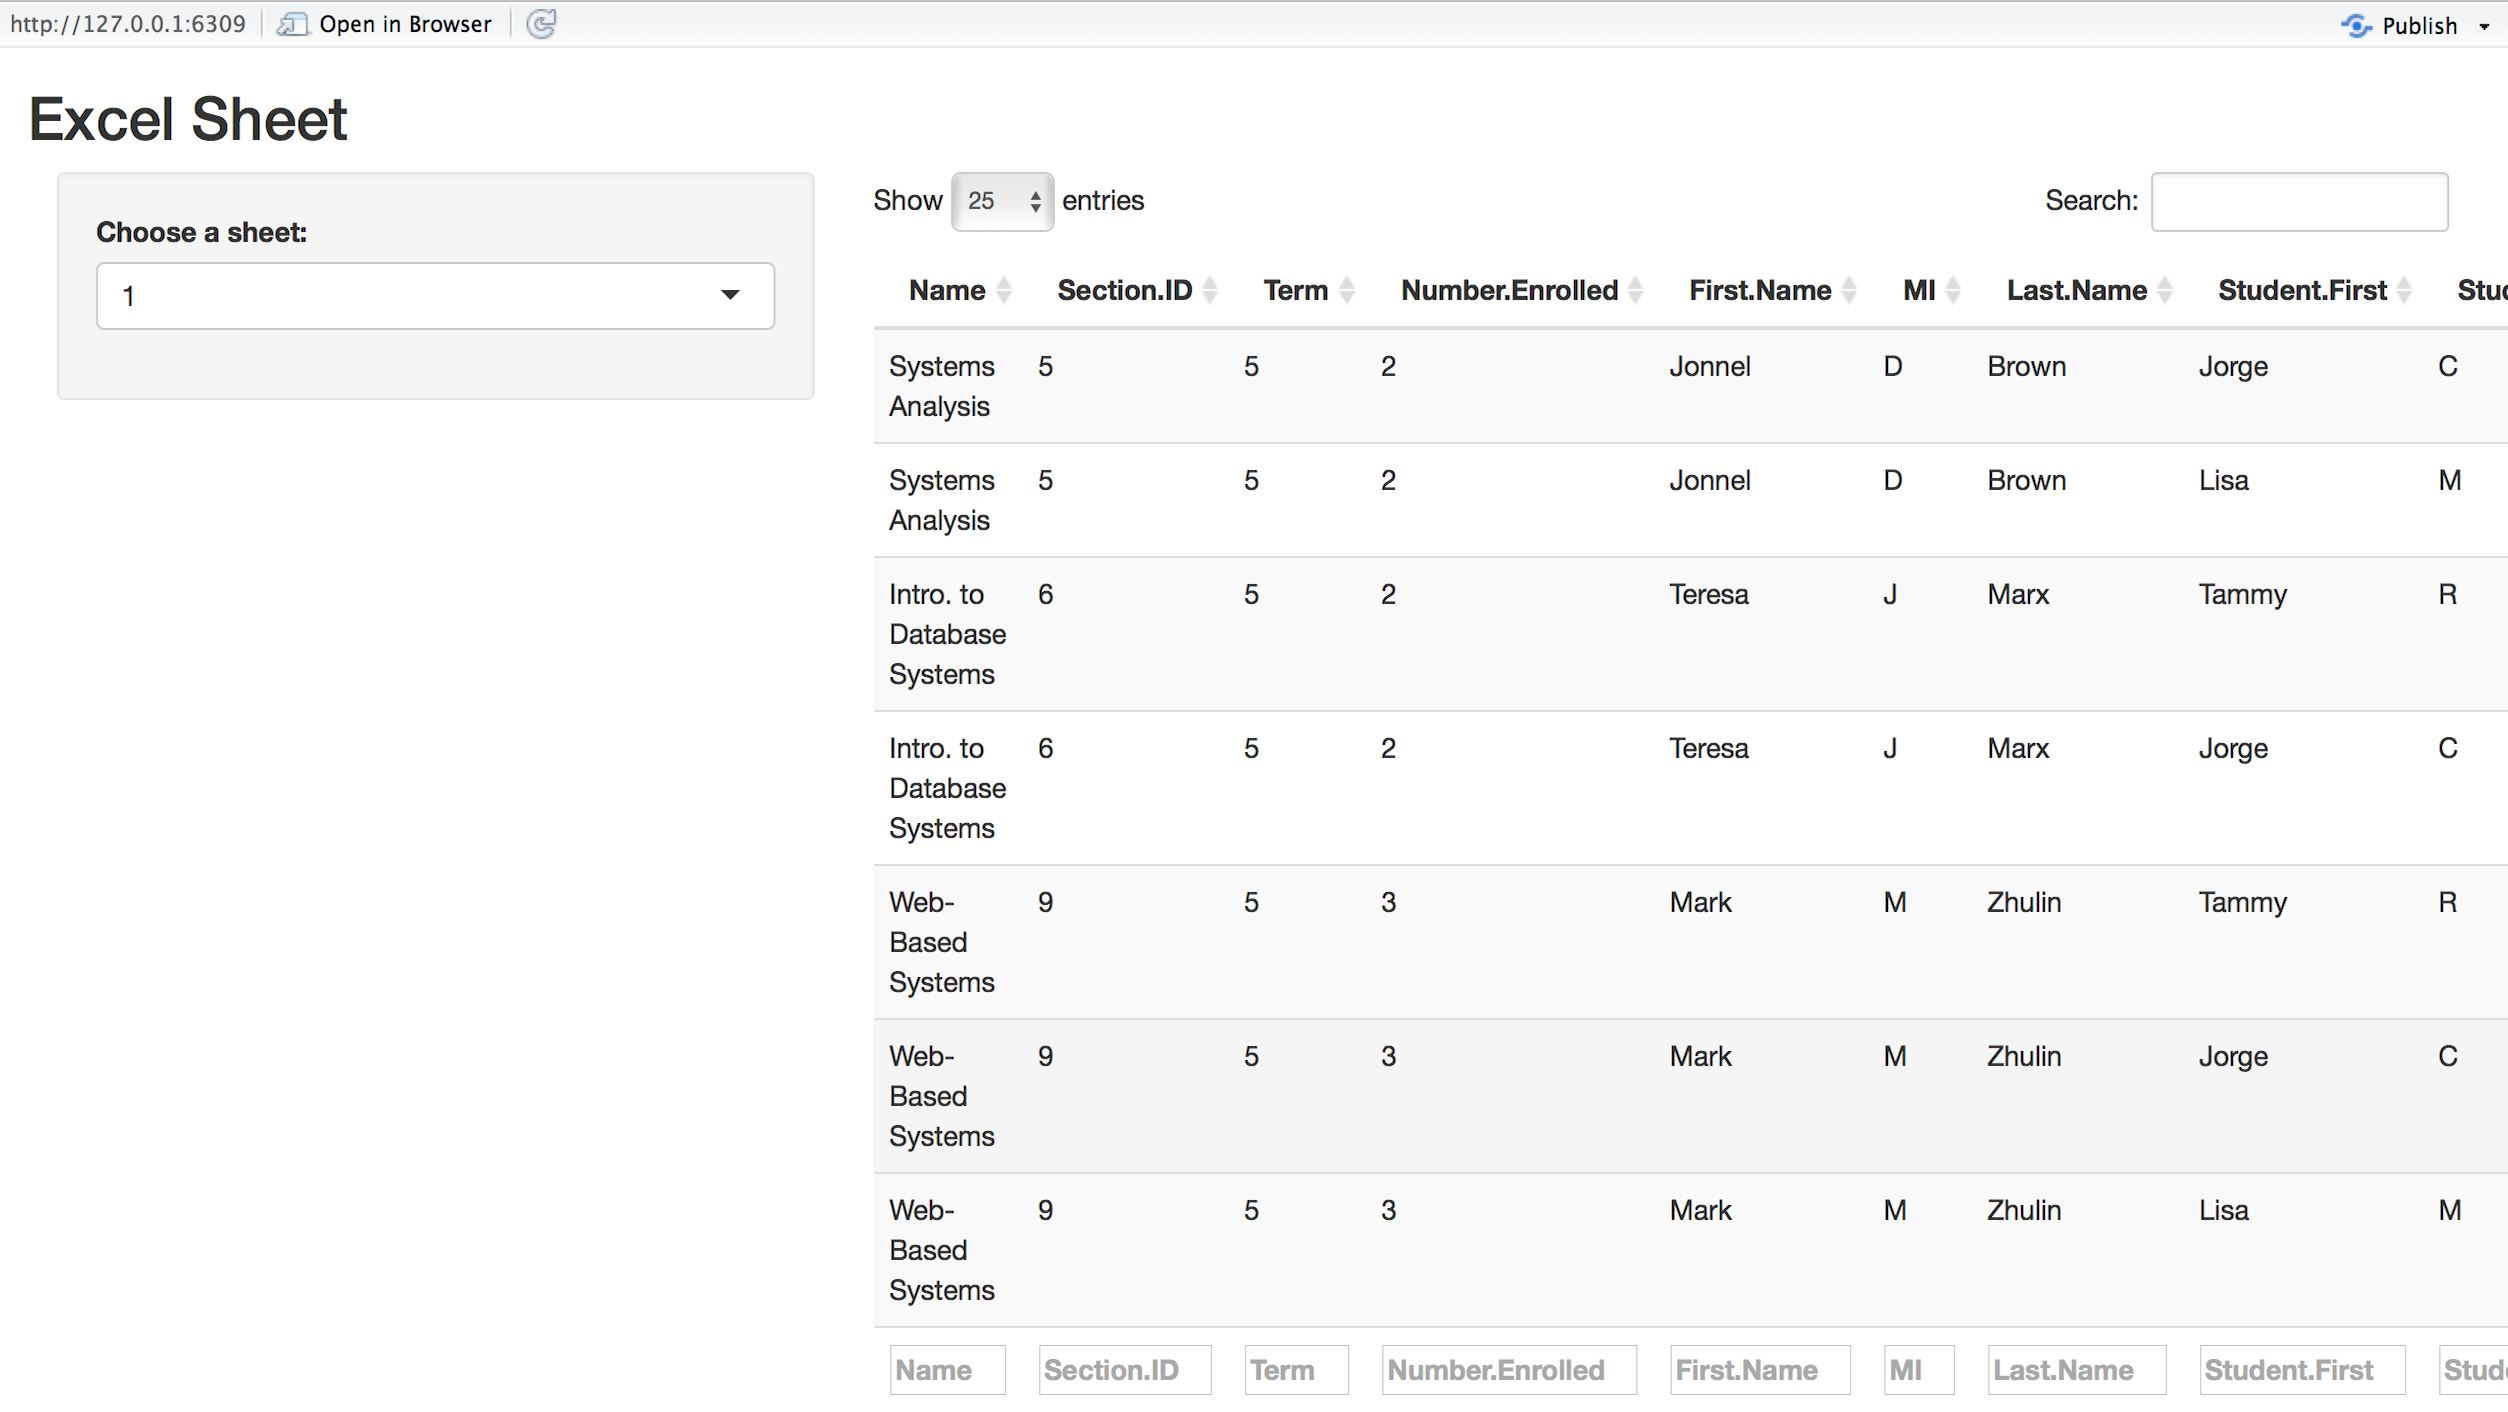 http://127.0.0.1:6309 Open in Browser Publish
Excel Sheet
Choose a sheet:
1
Show 25 entries Search:
Name Section.ID Term Number.Enrolled First.Name MI Last.Name Student.First Stud
Systems 5 5 2 Jonnel D Brown Jorge C
Analysis
Systems 5 5 2 Jonnel D Brown Lisa M
Analysis
Intro. to 6 5 2 Teresa J Marx Tammy R
Database
Systems
Intro. to 6 5 2 Teresa J Marx Jorge C
Database
Systems
Web- 9 5 3 Mark M Zhulin Tammy R
Based
Systems
Web- 9 5 3 Mark M Zhulin Jorge C
Based
Systems
Web- 9 5 3 Mark M Zhulin Lisa M
Based
Systems
Name Section.ID Term Number.Enrolled First.Name MI Last.Name Student.First Stude